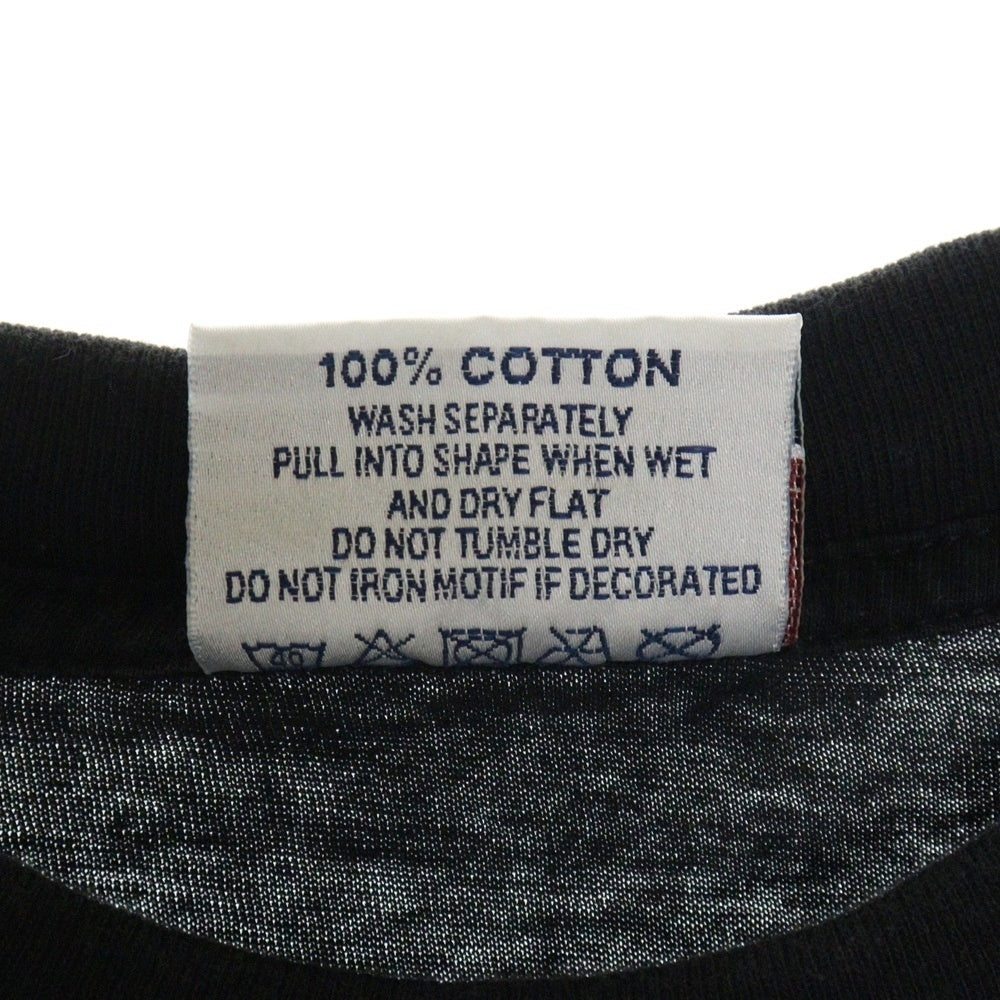 100% COTTON
WASH SEPARATELY
PULL INTO SHAPE WHEN WET
AND DRY FLAT
DO NOT TUMBLE DRY
DO NOT IRON MOTIF IF DECORATED
40